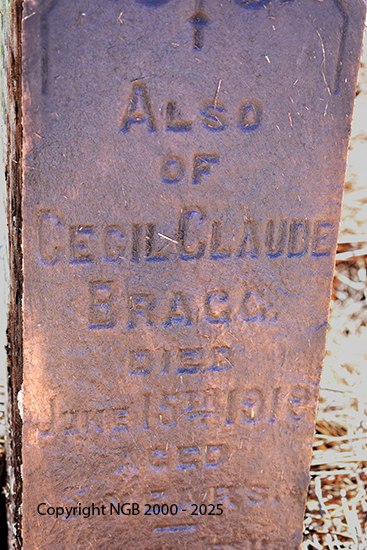 ALSO
OF
CECIL CLAUDE
BRAGG.
DIED
JUNE 15TH 1919
AGED
Copyright NGB 2000 - 2025